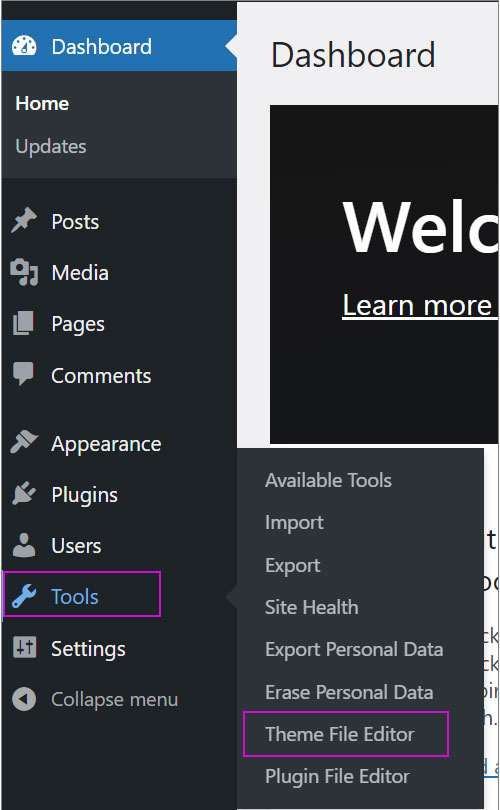 Dashboard
Home
Updates
Posts
Media
Pages
Comments
Appearance
Plugins
Users
Tools
Settings
Collapse menu
Dashboard
Learn more
Available Tools
Import
Export
Site Health
Export Personal Data
Erase Personal Data
Theme File Editor
Plugin File Editor